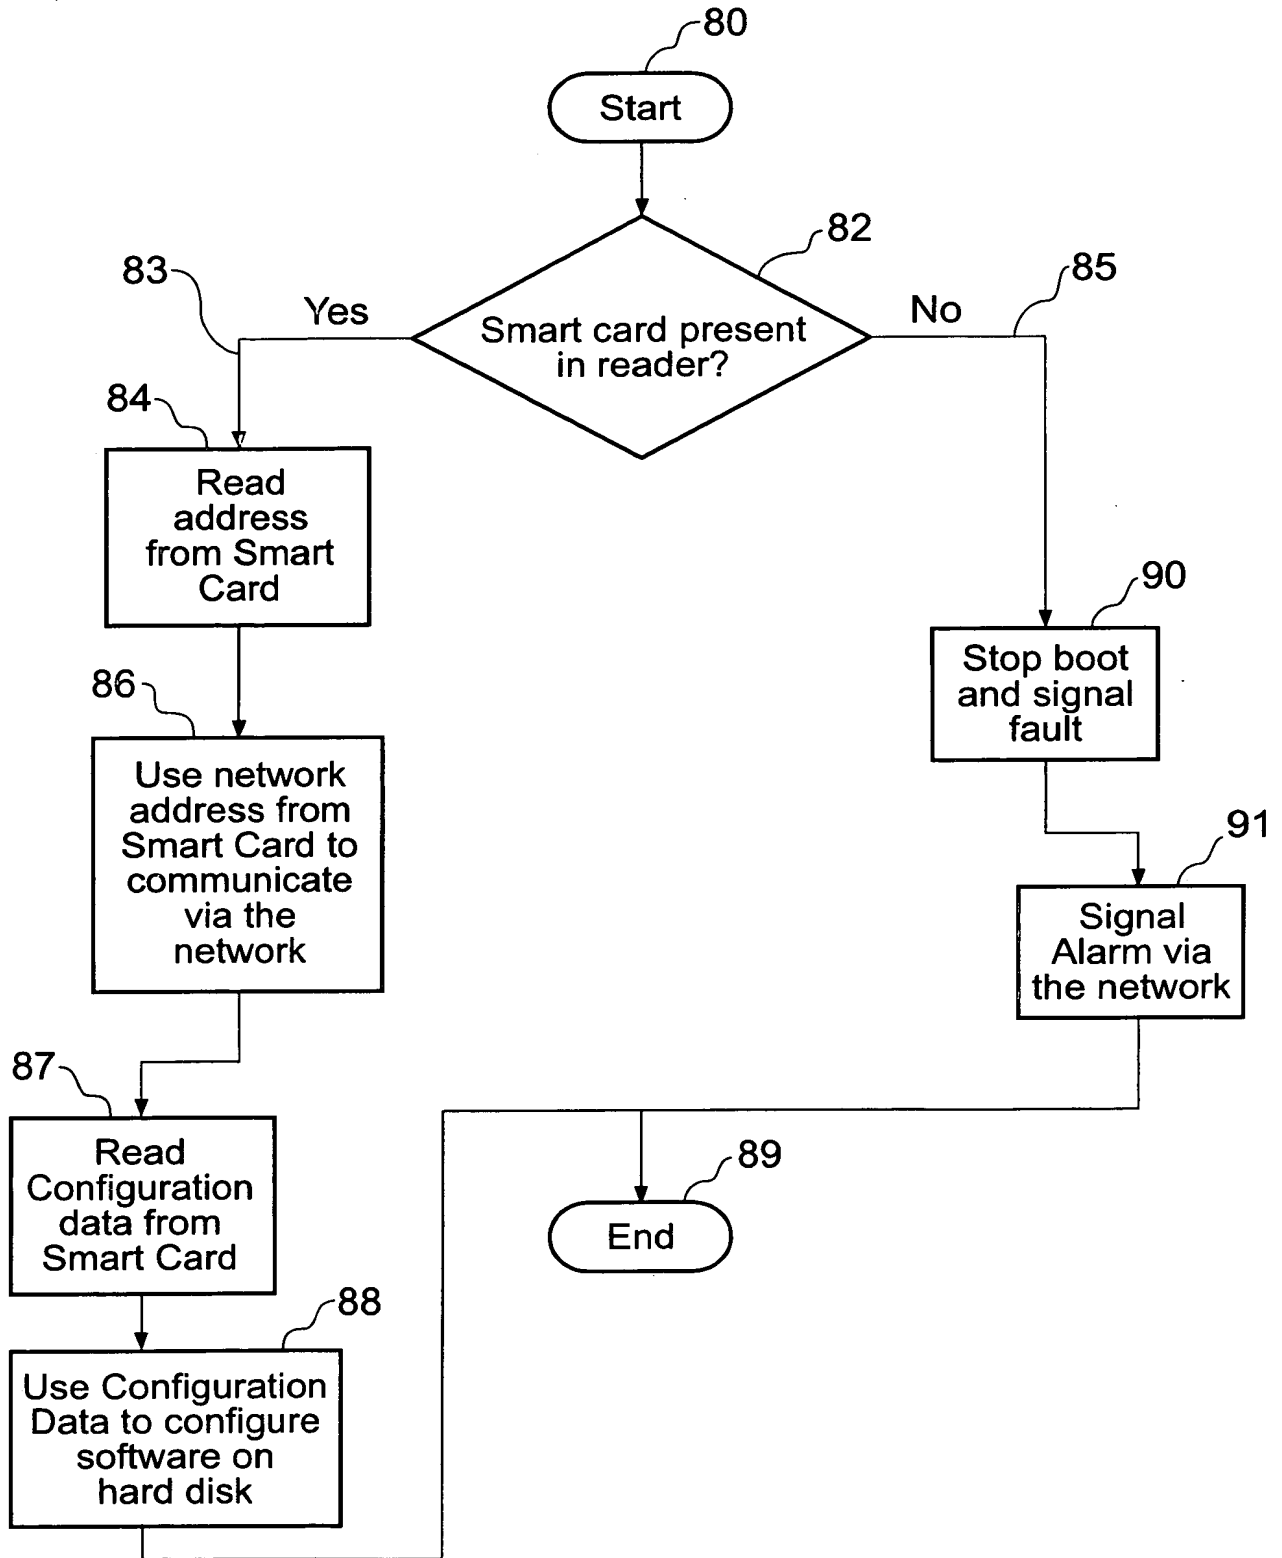 80
Start
82
83
Yes
No
85
Smart card present
in reader?
84
Read
address
from Smart
Card
90
Stop boot
and signal
fault
86
Use network
address from
Smart Card to
communicate
via the
network
91
Signal
Alarm via
the network
87
Read
Configuration
data from
Smart Card
89
End
88
Use Configuration
Data to configure
software on
hard disk